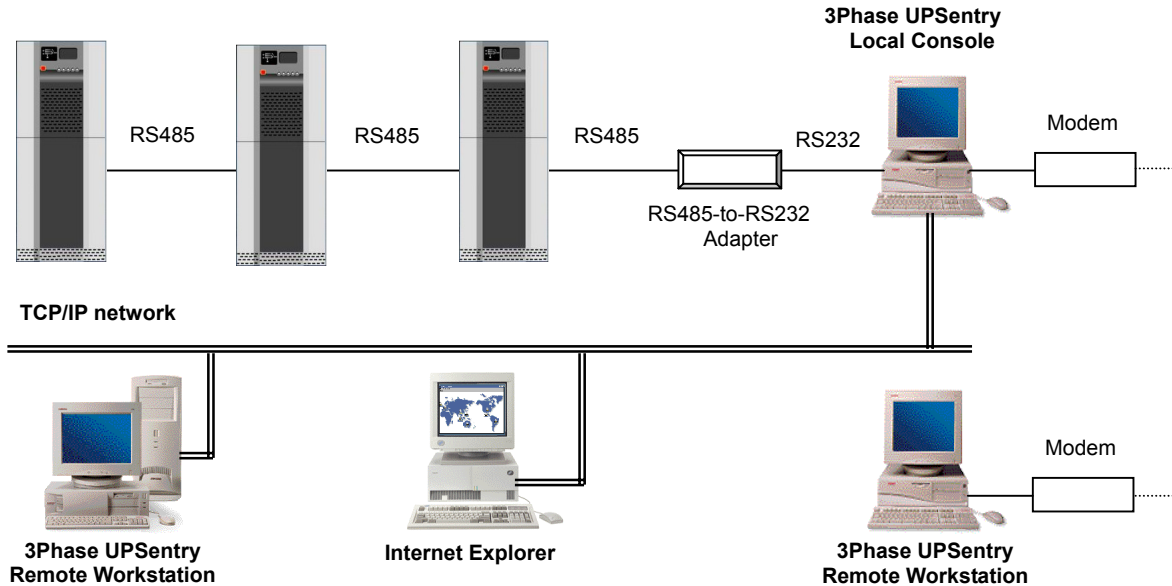 3Phase UPSentry
Local Console
RS485
RS485
RS485
RS232
Modem
RS485-to-RS232
Adapter
TCP/IP network
Modem
3Phase UPSentry
Remote Workstation
Internet Explorer
3Phase UPSentry
Remote Workstation